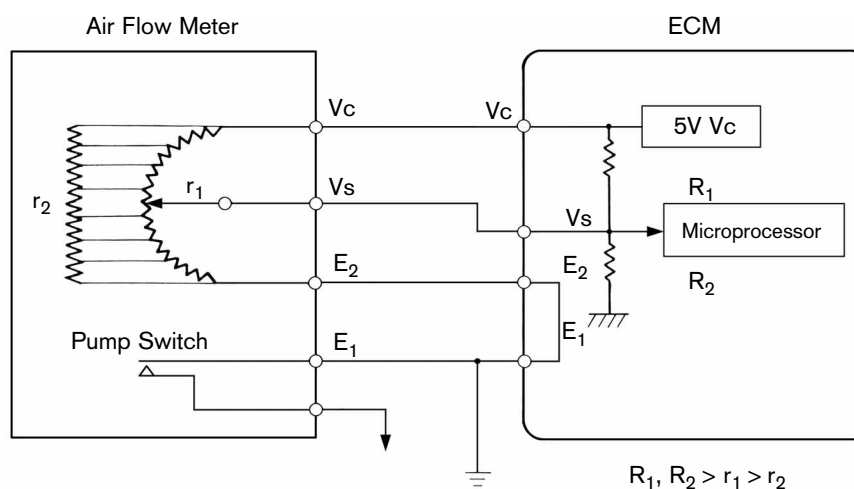 Air Flow Meter
ECM
Vc
Vc
5V Vc
r₂
r₁
Vs
Vs
R₁
Microprocessor
E₂
E₂
R₂
Pump Switch
E₁
E₁
R₁, R₂ > r₁ > r₂